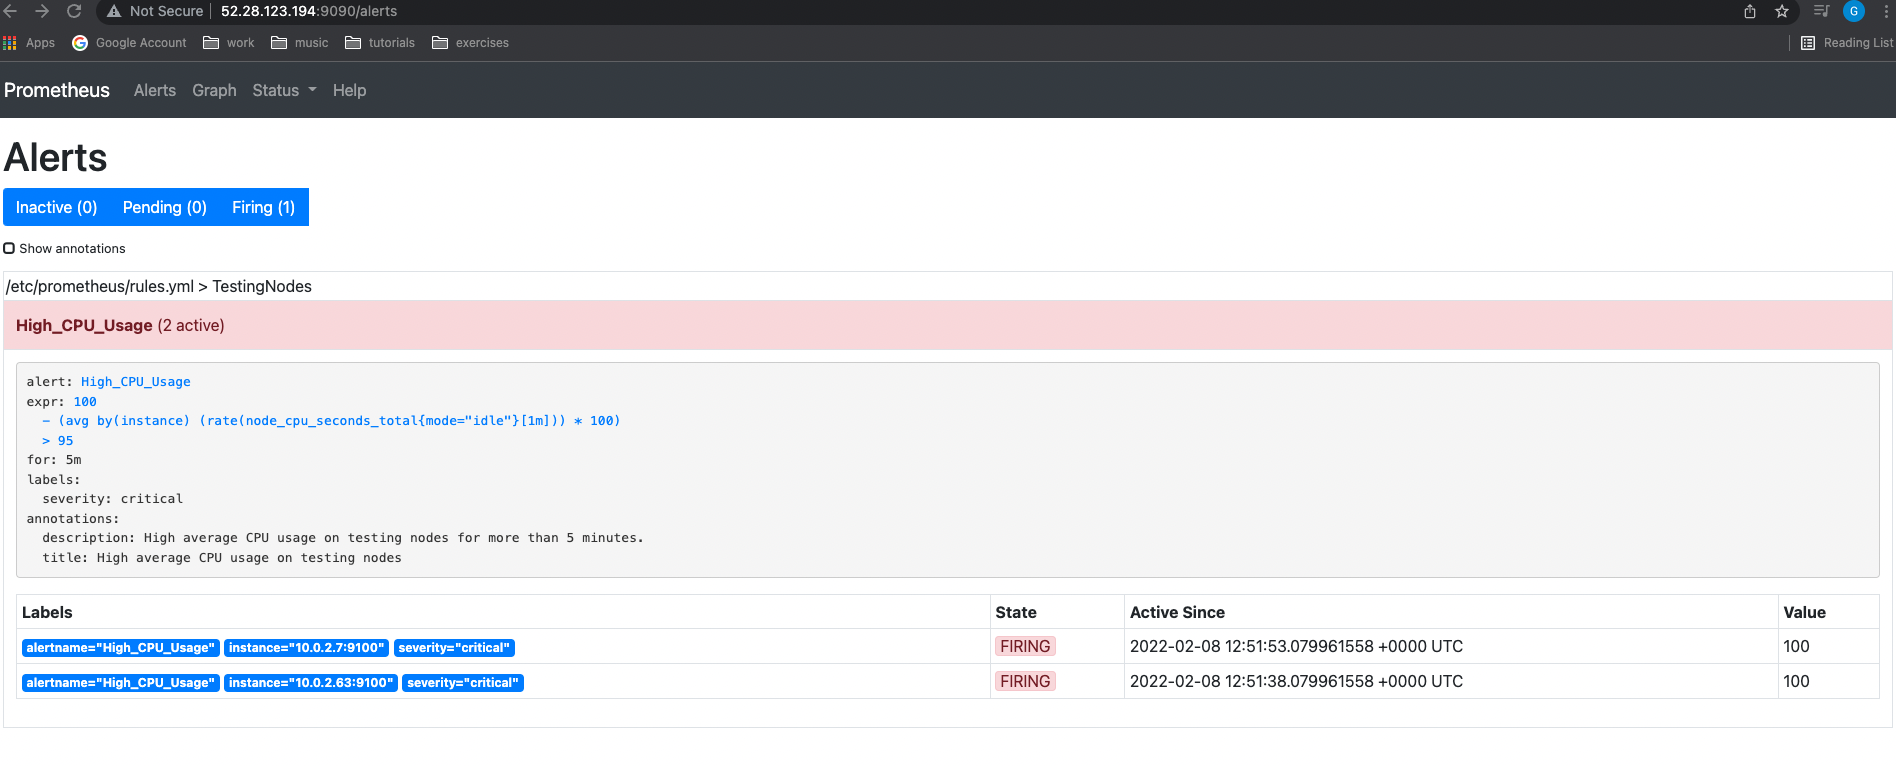 Not Secure 52.28.123.194:9090/alerts G
Apps Google Account work music tutorials exercises Reading List
Prometheus Alerts Graph Status Help
Alerts
Inactive (0) Pending (0) Firing (1)
Show annotations
/etc/prometheus/rules.yml > TestingNodes
High_CPU_Usage (2 active)
alert: High_CPU_Usage
expr: 100
- (avg by(instance) (rate(node_cpu_seconds_total{mode="idle"}[1m])) * 100)
> 95
for: 5m
labels:
severity: critical
annotations:
description: High average CPU usage on testing nodes for more than 5 minutes.
title: High average CPU usage on testing nodes
Labels State Active Since Value
alertname="High_CPU_Usage" instance="10.0.2.7:9100" severity="critical" FIRING 2022-02-08 12:51:53.079961558 +0000 UTC 100
alertname="High_CPU_Usage" instance="10.0.2.63:9100" severity="critical" FIRING 2022-02-08 12:51:38.079961558 +0000 UTC 100